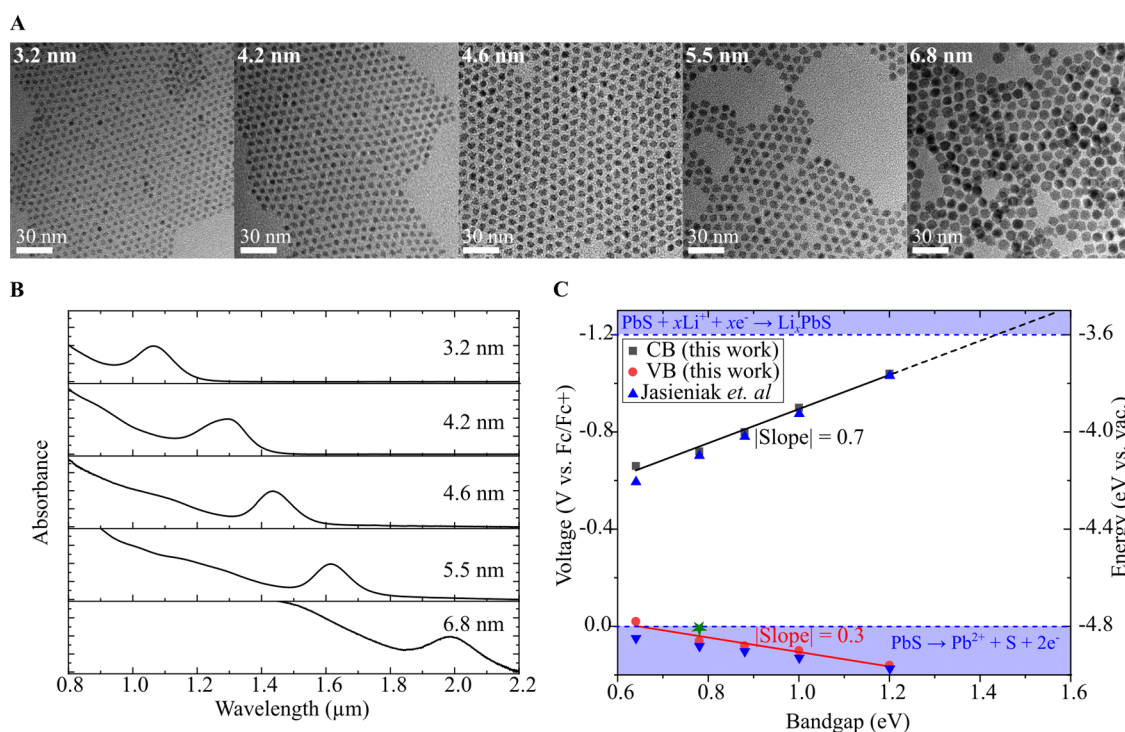 A
3.2 nm
4.2 nm
4.6 nm
5.5 nm
6.8 nm
30 nm
30 nm
30 nm
30 nm
30 nm
B
3.2 nm
4.2 nm
4.6 nm
5.5 nm
6.8 nm
Absorbance
0.8 1.0 1.2 1.4 1.6 1.8 2.0 2.2
Wavelength (µm)
C
PbS + xLi⁺ + xe⁻ → LiₓPbS
CB (this work)
VB (this work)
Jasieniak et. al
|Slope| = 0.7
|Slope| = 0.3
PbS → Pb²⁺ + S + 2e⁻
-1.2
-0.8
-0.4
0.0
Voltage (V vs. Fc/Fc+)
-3.6
-4.0
-4.4
-4.8
Energy (eV vs. vac.)
0.6 0.8 1.0 1.2 1.4 1.6
Bandgap (eV)